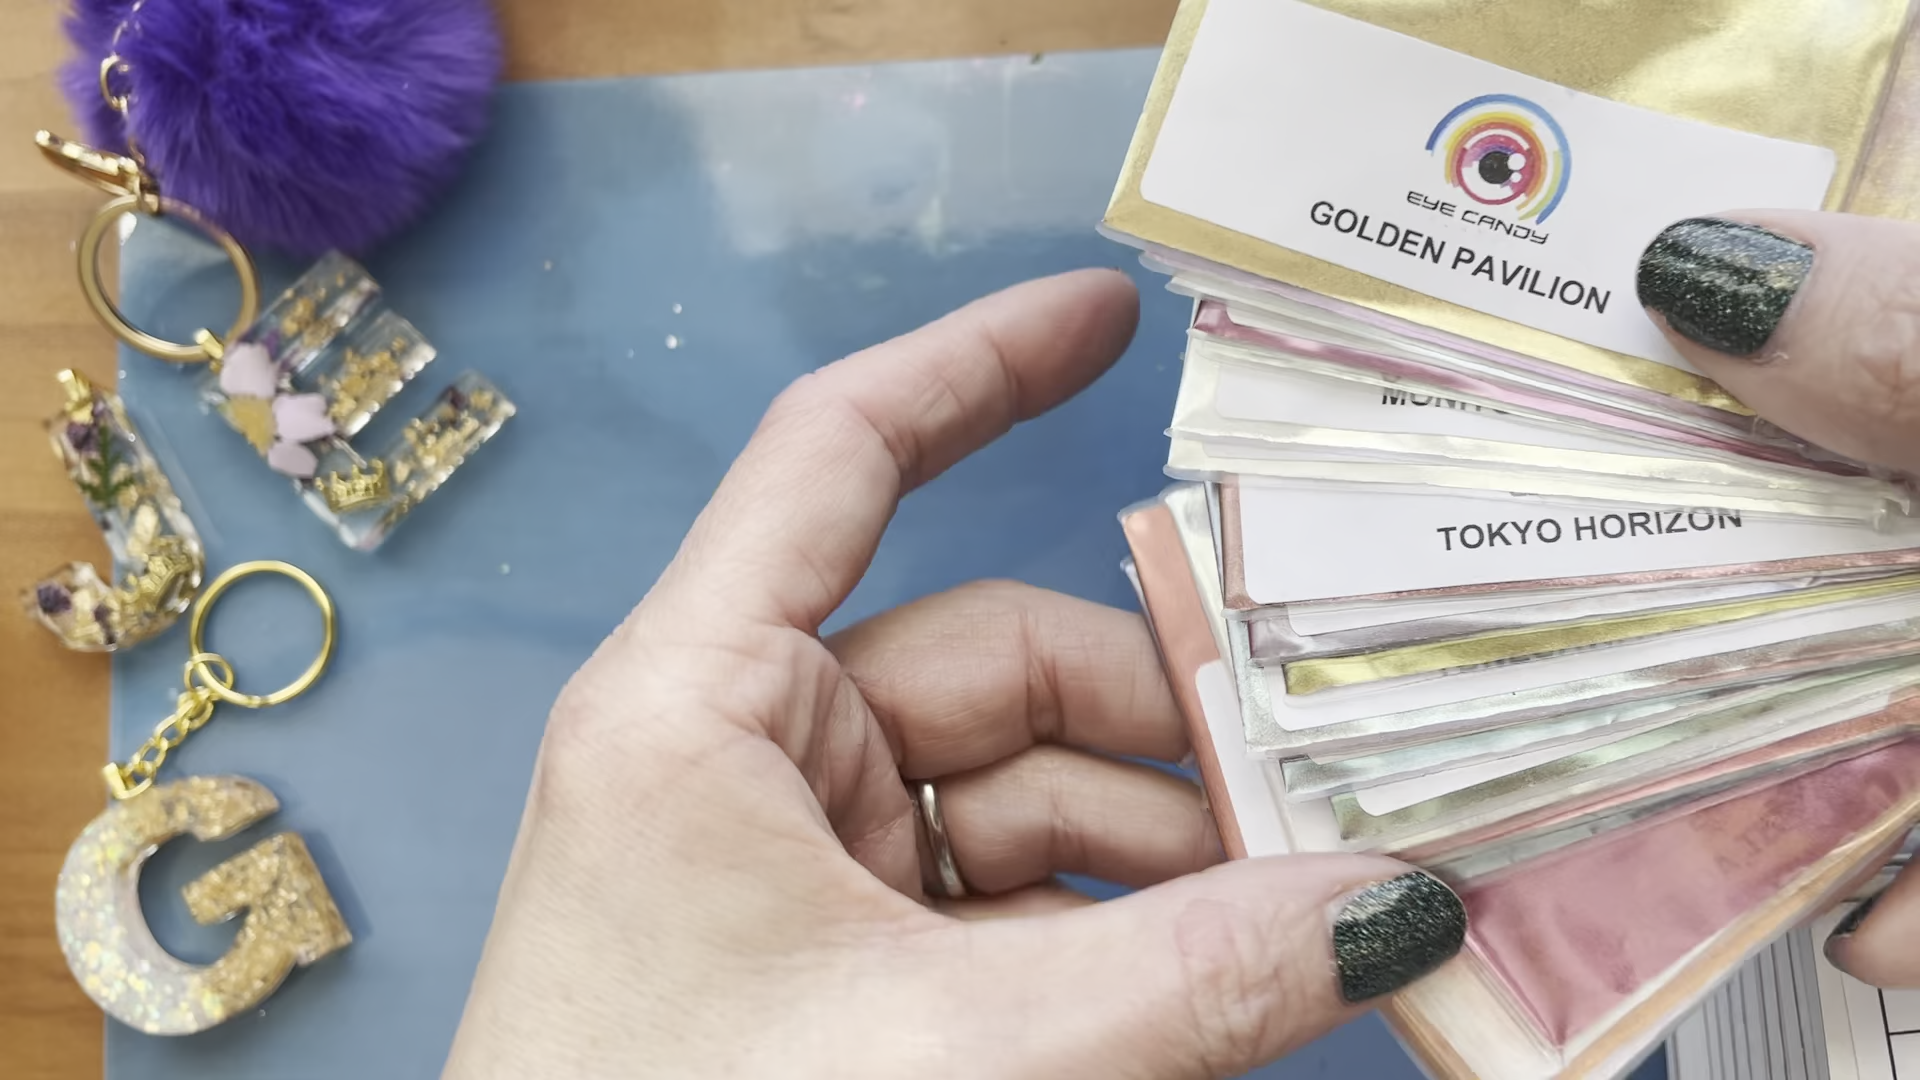 EYE CANDY
GOLDEN PAVILION
TOKYO HORIZON
E
J
G